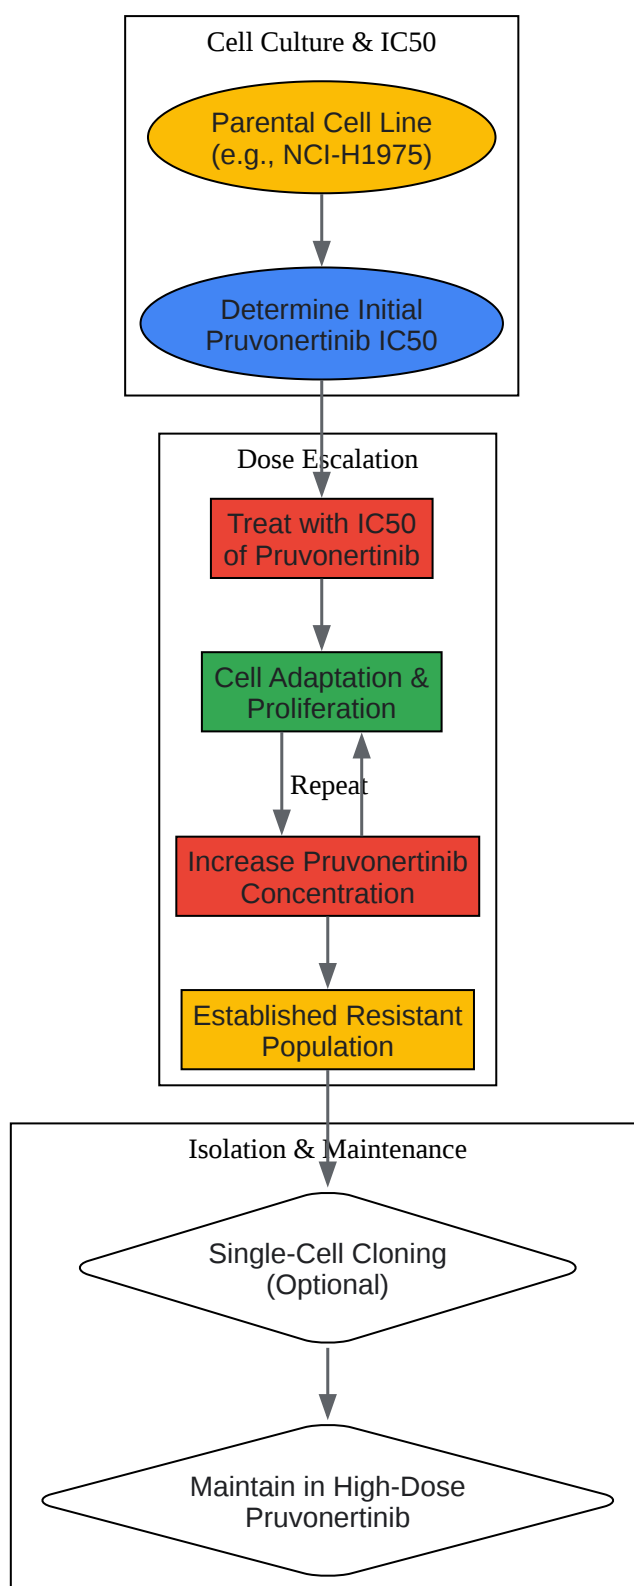 Cell Culture & IC50
Parental Cell Line
(e.g., NCI-H1975)
Determine Initial
Pruvonertinib IC50
Dose Escalation
Treat with IC50
of Pruvonertinib
Cell Adaptation &
Proliferation
Repeat
Increase Pruvonertinib
Concentration
Established Resistant
Population
Isolation & Maintenance
Single-Cell Cloning
(Optional)
Maintain in High-Dose
Pruvonertinib